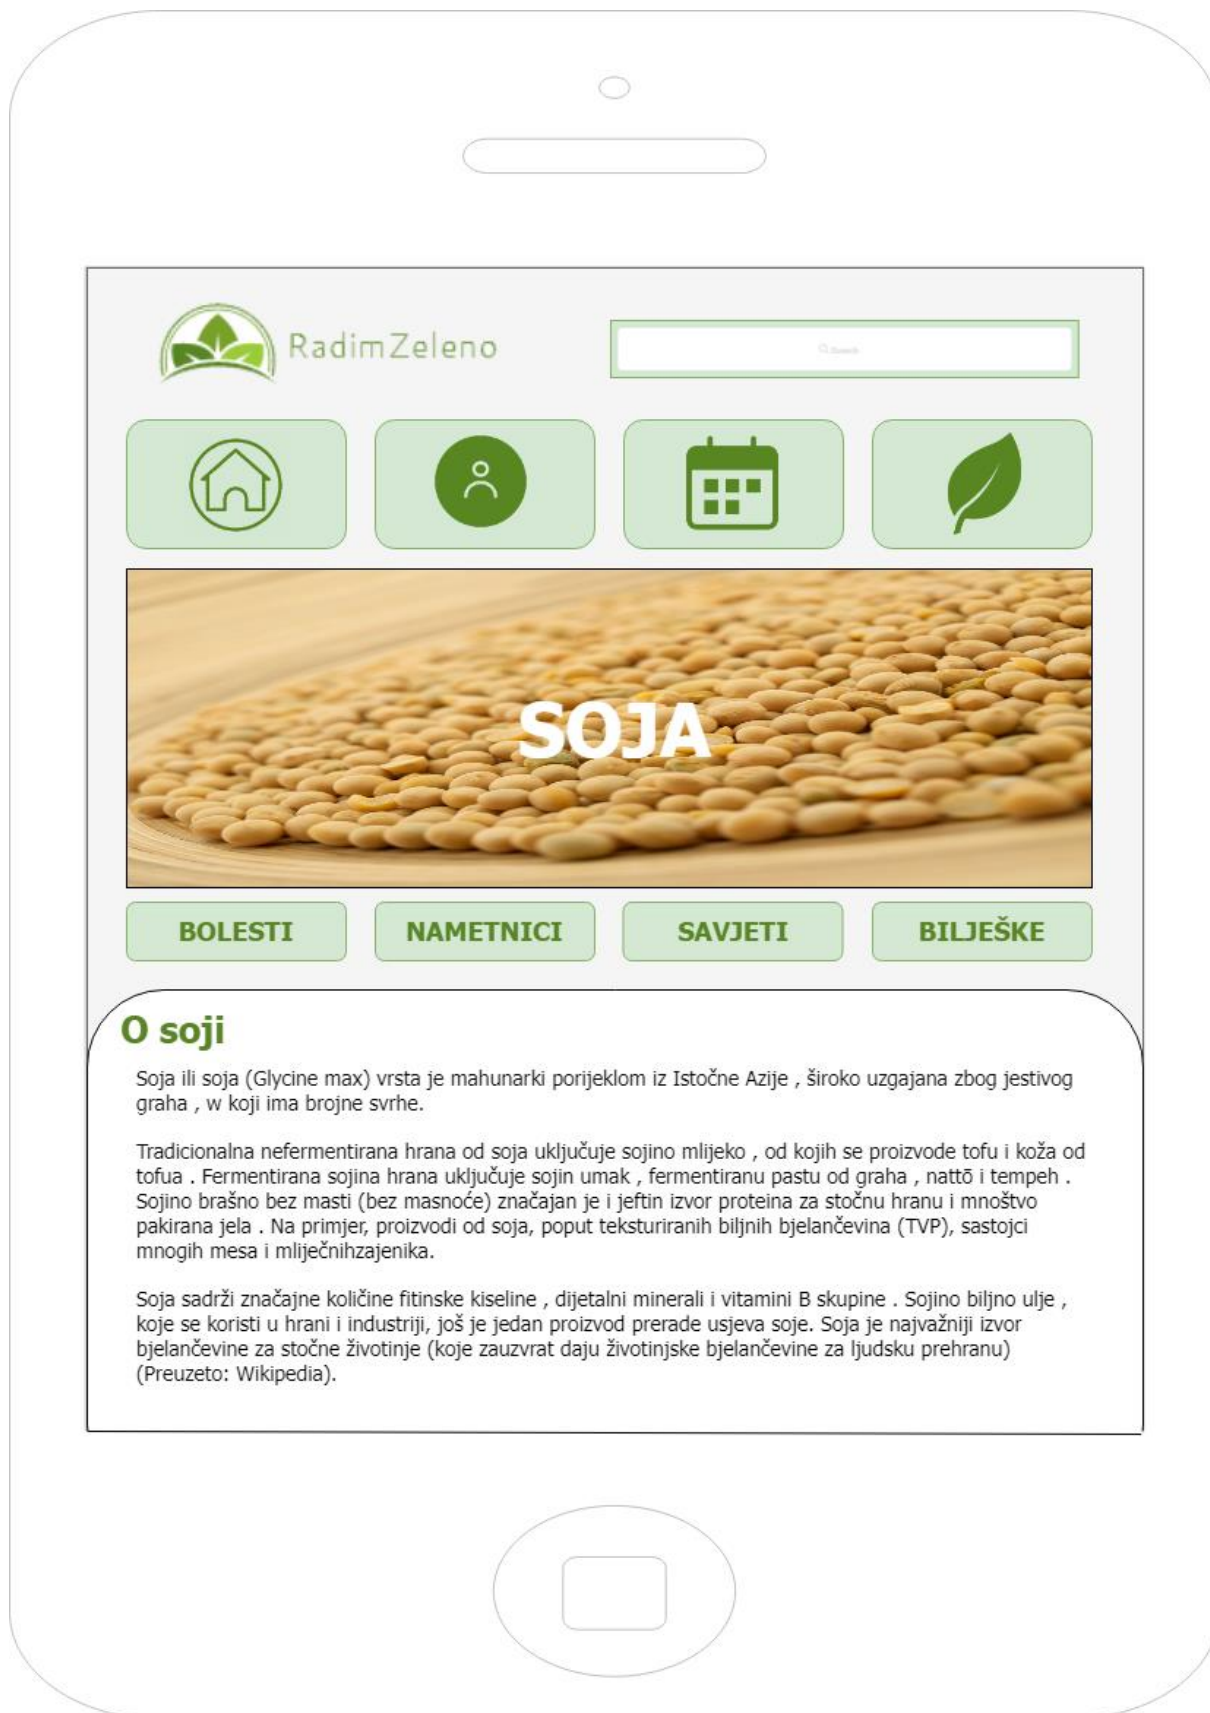 RadimZeleno
Search
SOJA
BOLESTI
NAMETNICI
SAVJETI
BILJEŠKE
O soji
Soja ili soja (Glycine max) vrsta je mahunarki porijeklom iz Istočne Azije , široko uzgajana zbog jestivog
graha , w koji ima brojne svrhe.
Tradicionalna nefermentirana hrana od soja uključuje sojino mlijeko , od kojih se proizvode tofu i koža od
tofua . Fermentirana sojina hrana uključuje sojin umak , fermentiranu pastu od graha , nattō i tempeh .
Sojino brašno bez masti (bez masnoće) značajan je i jeftin izvor proteina za stočnu hranu i mnoštvo
pakirana jela . Na primjer, proizvodi od soja, poput teksturiranih biljnih bjelančevina (TVP), sastojci
mnogih mesa i mliječnihzajenika.
Soja sadrži značajne količine fitinske kiseline , dijetalni minerali i vitamini B skupine . Sojino biljno ulje ,
koje se koristi u hrani i industriji, još je jedan proizvod prerade usjeva soje. Soja je najvažniji izvor
bjelančevine za stočne životinje (koje zauzvrat daju životinjske bjelančevine za ljudsku prehranu)
(Preuzeto: Wikipedia).